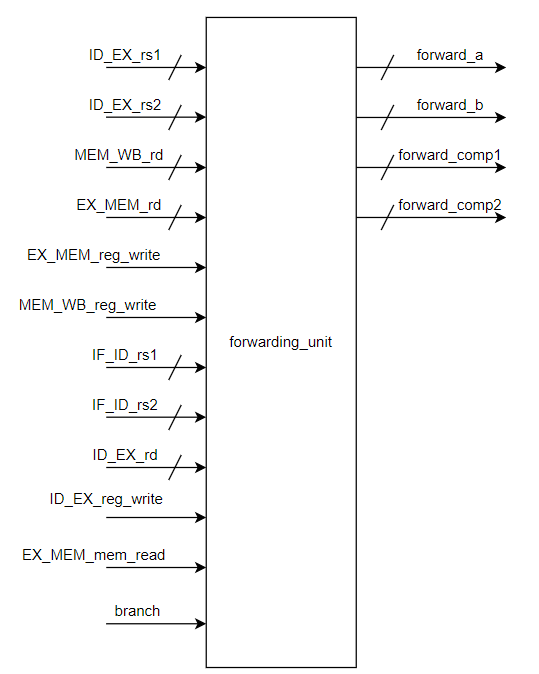 ID_EX_rs1
ID_EX_rs2
MEM_WB_rd
EX_MEM_rd
EX_MEM_reg_write
MEM_WB_reg_write
IF_ID_rs1
IF_ID_rs2
ID_EX_rd
ID_EX_reg_write
EX_MEM_mem_read
branch
forwarding_unit
forward_a
forward_b
forward_comp1
forward_comp2